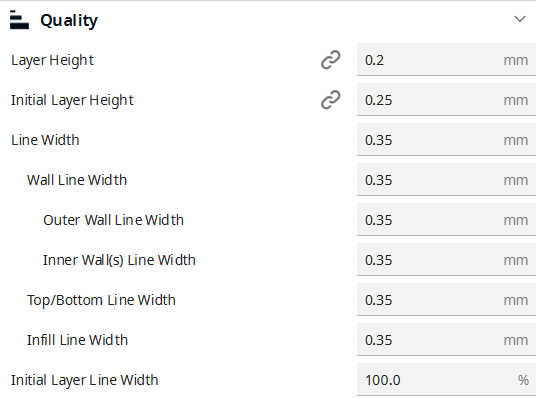 Quality
Layer Height 0.2 mm
Initial Layer Height 0.25 mm
Line Width 0.35 mm
Wall Line Width 0.35 mm
Outer Wall Line Width 0.35 mm
Inner Wall(s) Line Width 0.35 mm
Top/Bottom Line Width 0.35 mm
Infill Line Width 0.35 mm
Initial Layer Line Width 100.0 %